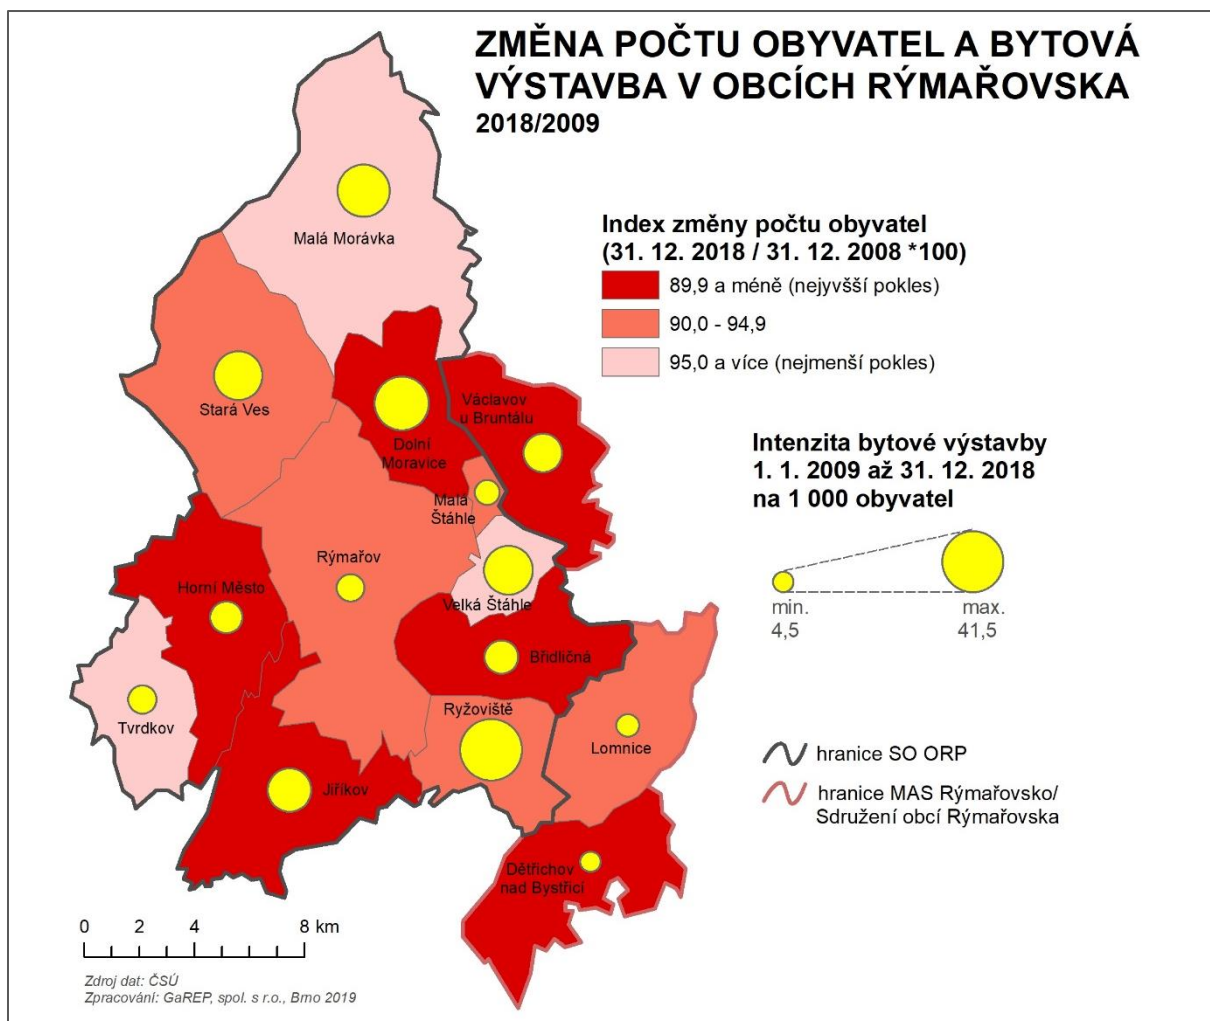 ZMĚNA POČTU OBYVATEL A BYTOVÁ
VÝSTAVBA V OBCÍCH RÝMAŘOVSKA
2018/2009
Index změny počtu obyvatel
(31. 12. 2018 / 31. 12. 2008 *100)
89,9 a méně (nejyvšší pokles)
90,0 - 94,9
95,0 a více (nejmenší pokles)
Intenzita bytové výstavby
1. 1. 2009 až 31. 12. 2018
na 1 000 obyvatel
min.
4,5
max.
41,5
hranice SO ORP
hranice MAS Rýmařovsko/
Sdružení obcí Rýmařovska
Malá Morávka
Stará Ves
Dolní
Moravice
Václavov
u Bruntálu
Malá
Štáhle
Rýmařov
Velká Štáhle
Horní Město
Břidličná
Tvrdkov
Ryžoviště
Lomnice
Jiříkov
Dětřichov
nad Bystřicí
0 2 4 8 km
Zdroj dat: ČSÚ
Zpracování: GaREP, spol. s r.o., Brno 2019